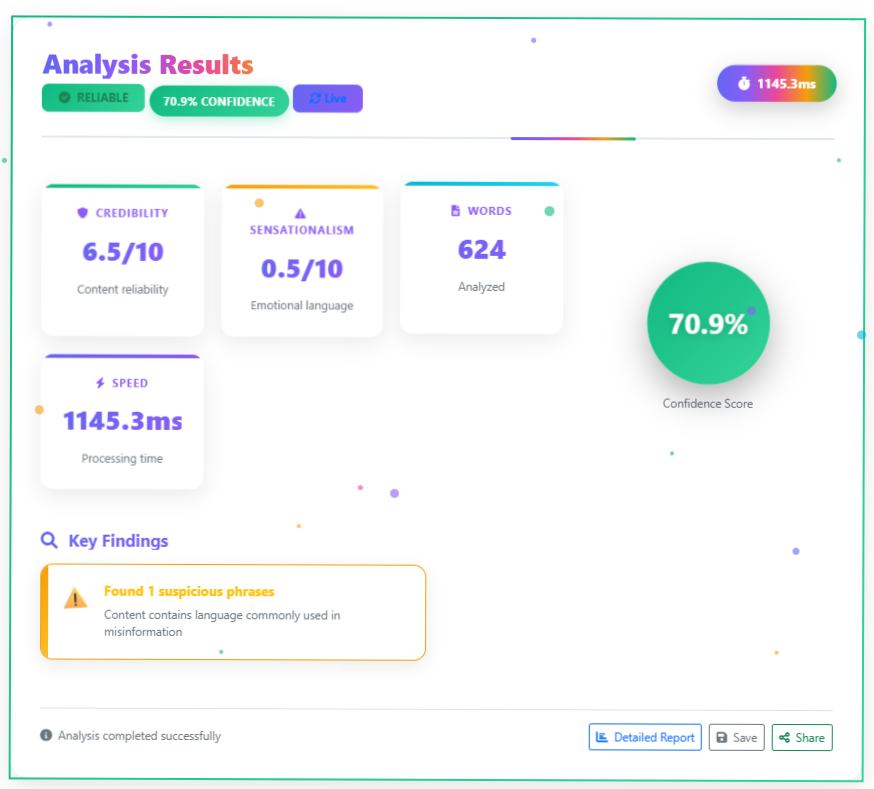 Analysis Results
RELIABLE
70.9% CONFIDENCE
Live
1145.3ms
CREDIBILITY
6.5/10
Content reliability
SENSATIONALISM
0.5/10
Emotional language
WORDS
624
Analyzed
70.9%
Confidence Score
SPEED
1145.3ms
Processing time
Key Findings
Found 1 suspicious phrases
Content contains language commonly used in
misinformation
Analysis completed successfully
Detailed Report
Save
Share